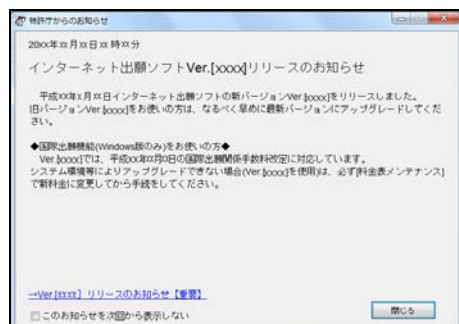 特許庁からのお知らせ
20xx年xx月xx日xx時xx分
インターネット出願ソフトVer.[xxxx]リリースのお知らせ
平成xx年x月xx日インターネット出願ソフトの新バージョンVer.[xxxx]をリリースしました。
旧バージョンVer.[xxxx]をお使いの方は、なるべく早めに最新バージョンにアップグレードしてくだ
さい。
◆国際出願機能(Windows版のみ)をお使いの方◆
Ver.[xxxx]では、平成xx年xx月xx日の国際出願関係手数料改定に対応しています。
システム環境等によりアップグレードできない場合(Ver.[xxxx]を使用)は、必ず[料金表メンテナンス]
で新料金に変更してから手続をしてください。
→Ver.[xxxx] リリースのお知らせ【重要】
このお知らせを次回から表示しない
閉じる